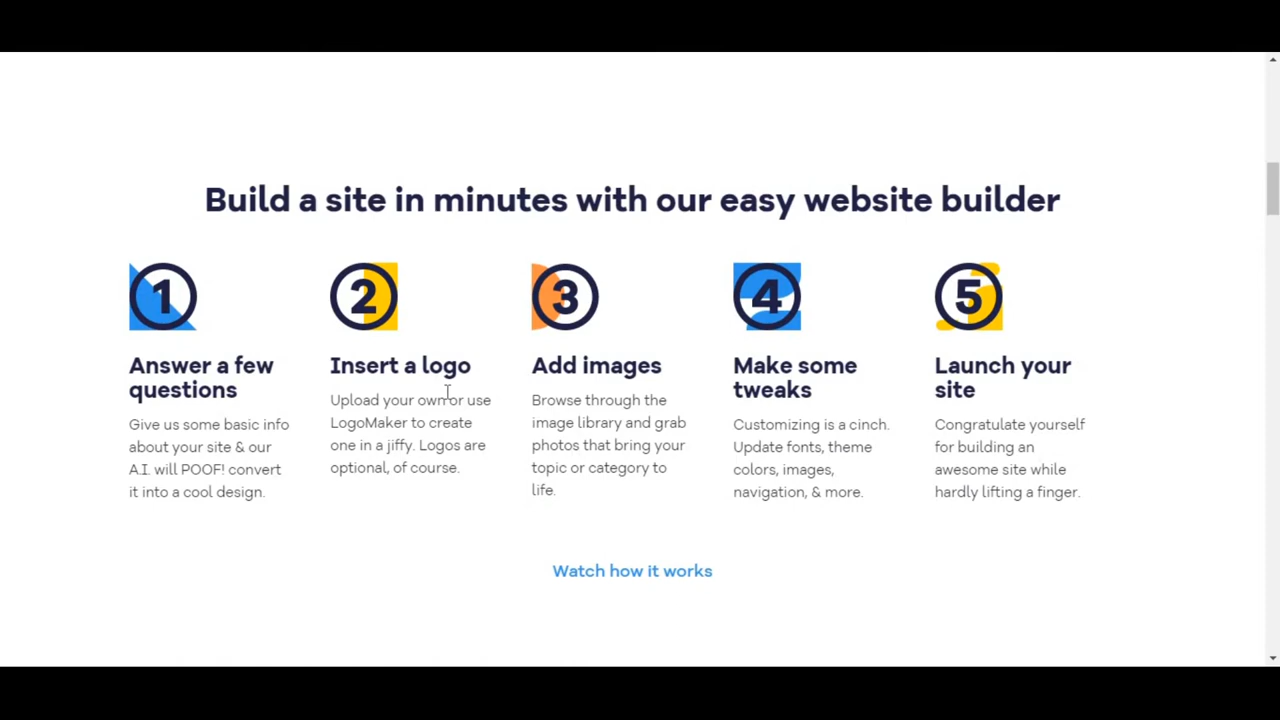 Build a site in minutes with our easy website builder
1
Answer a few
questions
Give us some basic info
about your site & our
A.I. will POOF! convert
it into a cool design.
2
Insert a logo
Upload your own or use
LogoMaker to create
one in a jiffy. Logos are
optional, of course.
3
Add images
Browse through the
image library and grab
photos that bring your
topic or category to
life.
4
Make some
tweaks
Customizing is a cinch.
Update fonts, theme
colors, images,
navigation, & more.
5
Launch your
site
Congratulate yourself
for building an
awesome site while
hardly lifting a finger.
Watch how it works